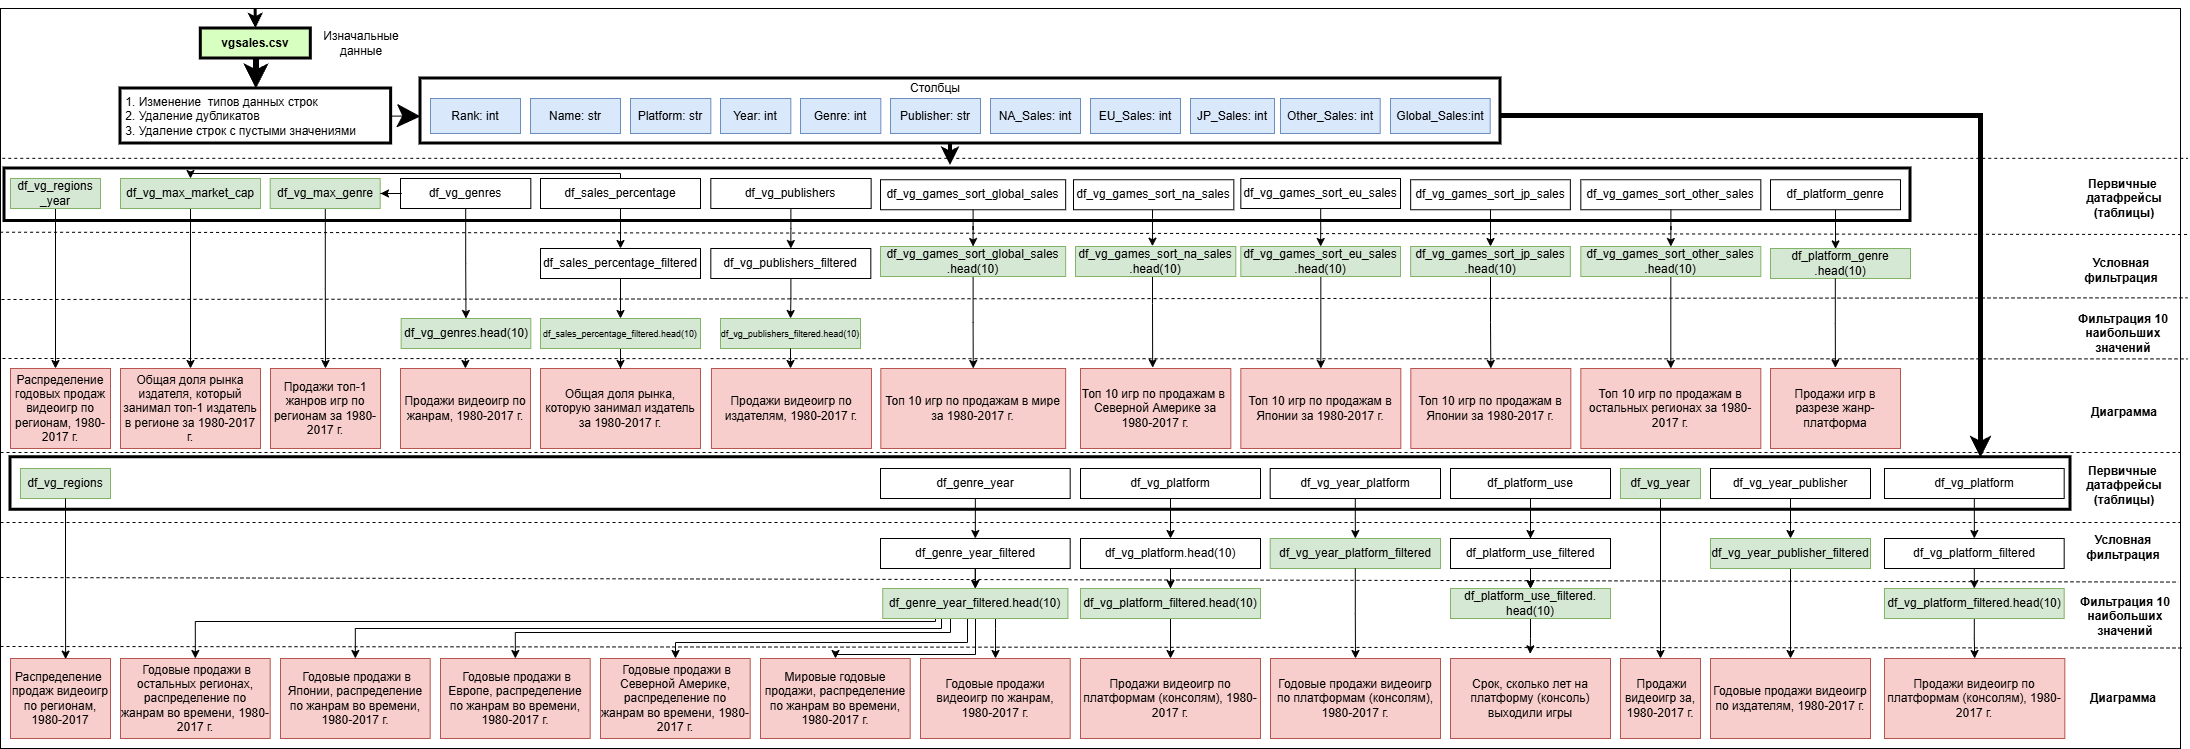 vgsales.csv
Изначальные
данные
1. Изменение  типов данных строк
2. Удаление дубликатов
3. Удаление строк с пустыми значениями
Столбцы
Rank: int
Name: str
Platform: str
Year: int
Genre: int
Publisher: str
NA_Sales: int
EU_Sales: int
JP_Sales: int
Other_Sales: int
Global_Sales:int
df_vg_regions
_year
df_vg_max_market_cap
df_vg_max_genre
df_vg_genres
df_sales_percentage
df_vg_publishers
df_vg_games_sort_global_sales
df_vg_games_sort_na_sales
df_vg_games_sort_eu_sales
df_vg_games_sort_jp_sales
df_vg_games_sort_other_sales
df_platform_genre
Первичные
датафрейсы
(таблицы)
df_sales_percentage_filtered
df_vg_publishers_filtered
df_vg_games_sort_global_sales
.head(10)
df_vg_games_sort_na_sales
.head(10)
df_vg_games_sort_eu_sales
.head(10)
df_vg_games_sort_jp_sales
.head(10)
df_vg_games_sort_other_sales
.head(10)
df_platform_genre
.head(10)
Условная
фильтрация
df_vg_genres.head(10)
df_sales_percentage_filtered.head(10)
df_vg_publishers_filtered.head(10)
Фильтрация 10
наибольших
значений
Распределение
годовых продаж
видеоигр по
регионам, 1980-
2017 г.
Общая доля рынка
издателя, который
занимал топ-1 издатель
в регионе за 1980-2017
г.
Продажи топ-1
жанров игр по
регионам за 1980-
2017 г.
Продажи видеоигр по
жанрам, 1980-2017 г.
Общая доля рынка,
которую занимал издатель
за 1980-2017 г.
Продажи видеоигр по
издателям, 1980-2017 г.
Топ 10 игр по продажам в мире
за 1980-2017 г.
Топ 10 игр по продажам в
Северной Америке за
1980-2017 г.
Топ 10 игр по продажам в
Японии за 1980-2017 г.
Топ 10 игр по продажам в
Японии за 1980-2017 г.
Топ 10 игр по продажам в
остальных регионах за 1980-
2017 г.
Продажи игр в
разрезе жанр-
платформа
Диаграмма
df_vg_regions
df_genre_year
df_vg_platform
df_vg_year_platform
df_platform_use
df_vg_year
df_vg_year_publisher
df_vg_platform
Первичные
датафрейсы
(таблицы)
df_genre_year_filtered
df_vg_platform.head(10)
df_vg_year_platform_filtered
df_platform_use_filtered
df_vg_year_publisher_filtered
df_vg_platform_filtered
Условная
фильтрация
df_genre_year_filtered.head(10)
df_vg_platform_filtered.head(10)
df_platform_use_filtered.
head(10)
df_vg_platform_filtered.head(10)
Фильтрация 10
наибольших
значений
Распределение
продаж видеоигр
по регионам,
1980-2017
Годовые продажи в
остальных регионах,
распределение по
жанрам во времени, 1980-
2017 г.
Годовые продажи в
Японии, распределение
по жанрам во времени,
1980-2017 г.
Годовые продажи в
Европе, распределение
по жанрам во времени,
1980-2017 г.
Годовые продажи в
Северной Америке,
распределение по
жанрам во времени, 1980-
2017 г.
Мировые годовые
продажи, распределение
по жанрам во времени,
1980-2017 г.
Годовые продажи
видеоигр по жанрам,
1980-2017 г.
Продажи видеоигр по
платформам (консолям), 1980-
2017 г.
Годовые продажи видеоигр
по платформам (консолям),
1980-2017 г.
Срок, сколько лет на
платформу (консоль)
выходили игры
Продажи
видеоигр за,
1980-2017 г.
Годовые продажи видеоигр
по издателям, 1980-2017 г.
Продажи видеоигр по
платформам (консолям), 1980-
2017 г.
Диаграмма